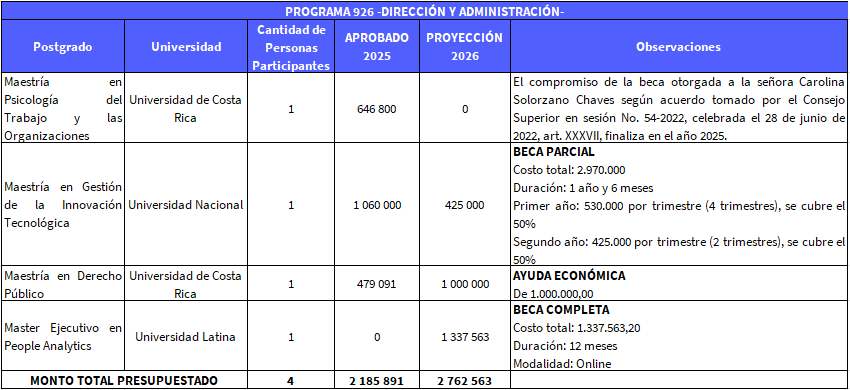 PROGRAMA 926 -DIRECCIÓN Y ADMINISTRACIÓN-
Postgrado
Universidad
Cantidad de
Personas
Participantes
APROBADO
2025
PROYECCIÓN
2026
Observaciones
Maestría en
Psicología del
Trabajo y las
Organizaciones
Universidad de Costa
Rica
1
646 800
0
El compromiso de la beca otorgada a la señora Carolina
Solorzano Chaves según acuerdo tomado por el Consejo
Superior en sesión No. 54-2022, celebrada el 28 de junio de
2022, art. XXXVII, finaliza en el año 2025.
Maestría en Gestión
de la Innovación
Tecnológica
Universidad Nacional
1
1 060 000
425 000
BECA PARCIAL
Costo total: 2.970.000
Duración: 1 año y 6 meses
Primer año: 530.000 por trimestre (4 trimestres), se cubre el
50%
Segundo año: 425.000 por trimestre (2 trimestres), se cubre el
50%
Maestría en Derecho
Público
Universidad de Costa
Rica
1
479 091
1 000 000
AYUDA ECONÓMICA
De 1.000.000,00
Master Ejecutivo en
People Analytics
Universidad Latina
1
0
1 337 563
BECA COMPLETA
Costo total: 1.337.563,20
Duración: 12 meses
Modalidad: Online
MONTO TOTAL PRESUPUESTADO
4
2 185 891
2 762 563